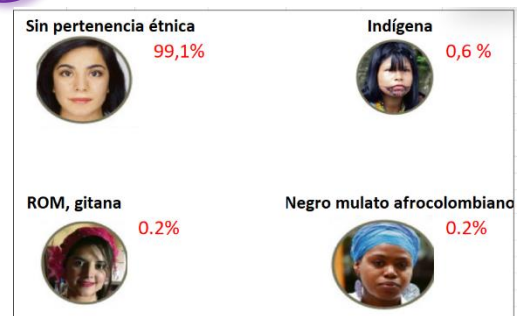 Sin pertenencia étnica
99,1%
Indígena
0,6 %
ROM, gitana
0.2%
Negro mulato afrocolombiano
0.2%